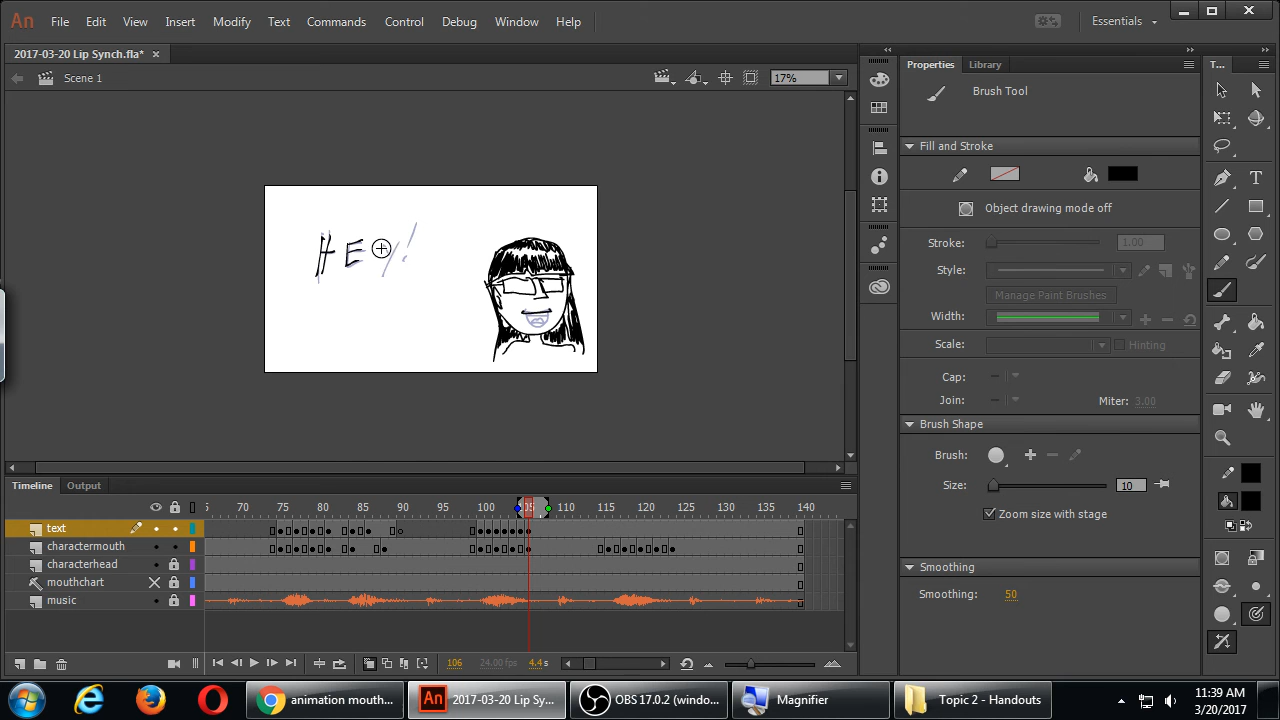 An File Edit View Insert Modify Text Commands Control Debug Window Help Essentials
2017-03-20 Lip Synch.fla* ×
Scene 1 17%
HE
Properties Library T...
Brush Tool
Fill and Stroke
Object drawing mode off
Stroke: 1.00
Style:
Manage Paint Brushes
Width:
Scale: Hinting
Cap:
Join: Miter: 3.00
Brush Shape
Brush:
Size: 10
Zoom size with stage
Smoothing
Smoothing: 50
Timeline Output
70 75 80 85 90 95 100 105 110 115 120 125 130 135 140
text
charactermouth
characterhead
mouthchart
music
106 24.00 fps 4.4 s
animation mouth... An 2017-03-20 Lip Syn... OBS 17.0.2 (windo... Magnifier Topic 2 - Handouts
11:39 AM
3/20/2017